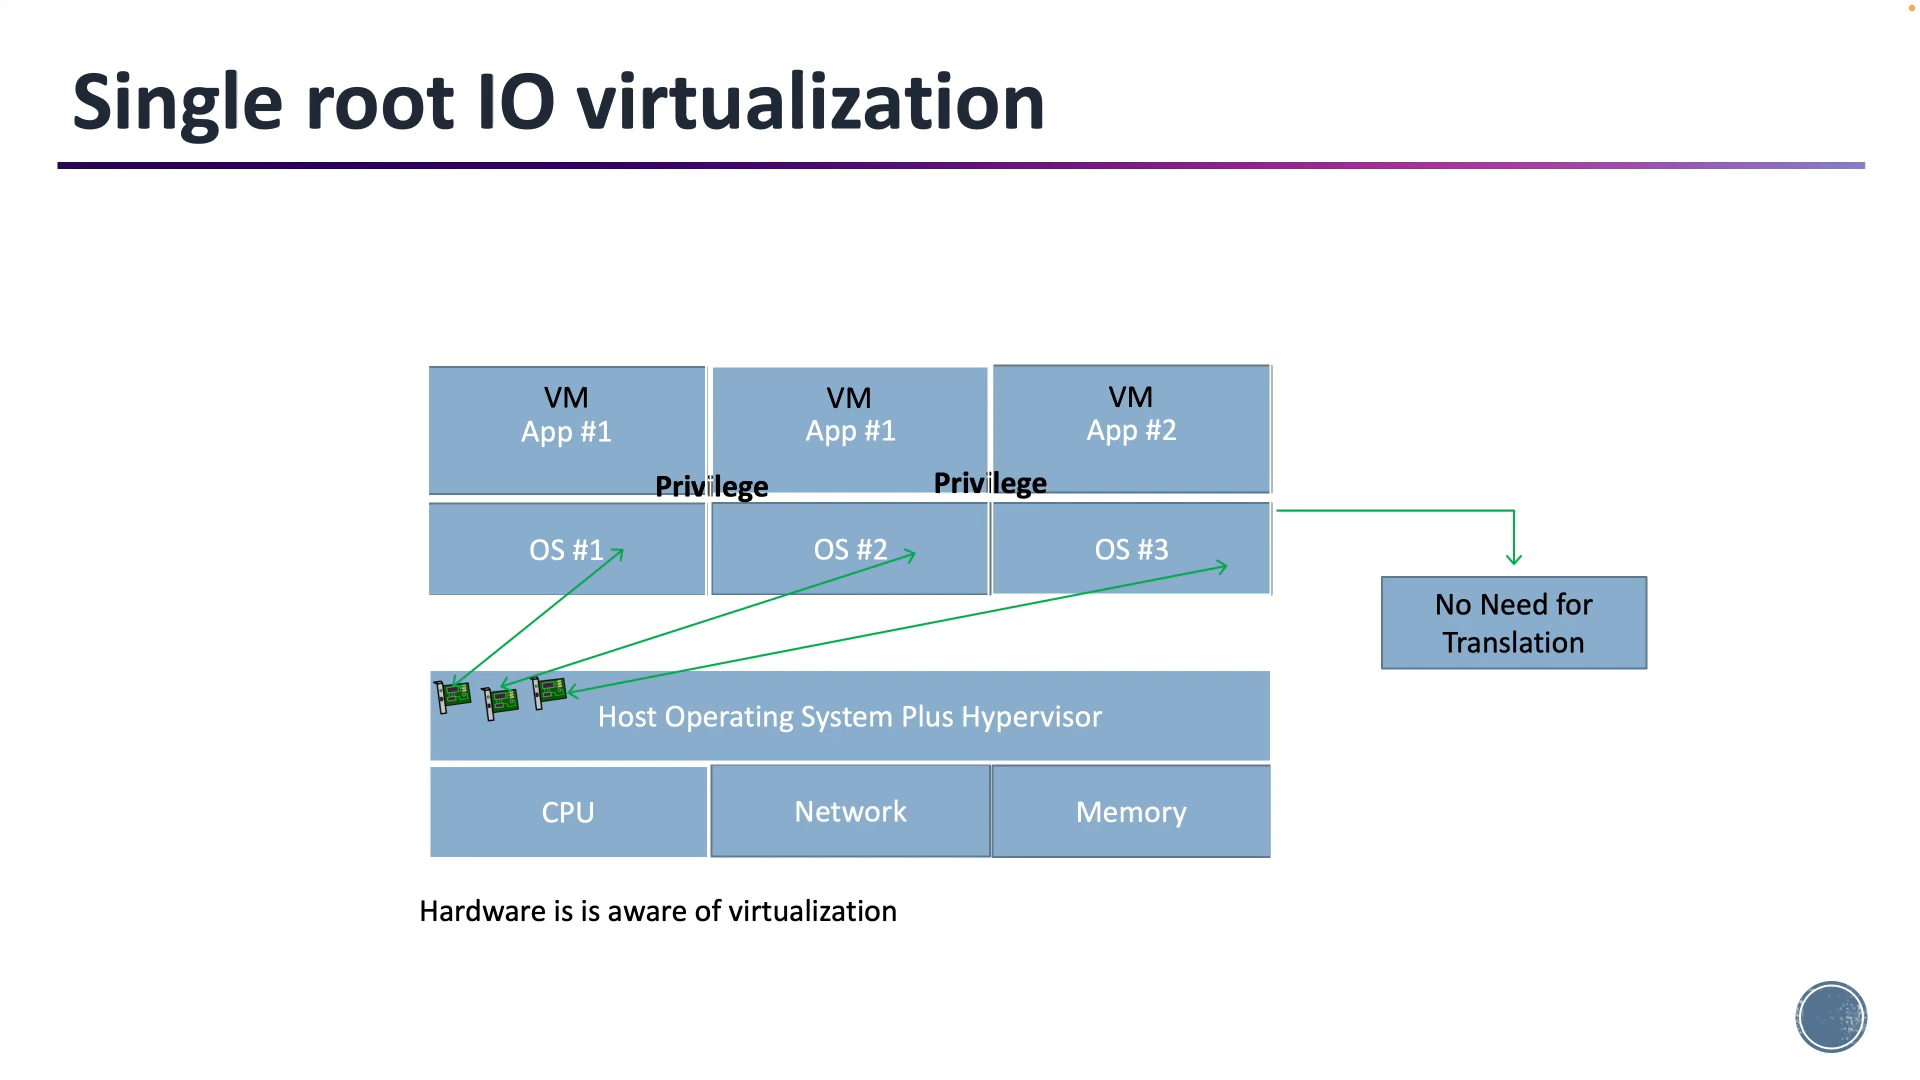 Single root IO virtualization
VM
App #1
VM
App #1
VM
App #2
Privilege
Privilege
OS #1
OS #2
OS #3
No Need for
Translation
Host Operating System Plus Hypervisor
CPU
Network
Memory
Hardware is is aware of virtualization